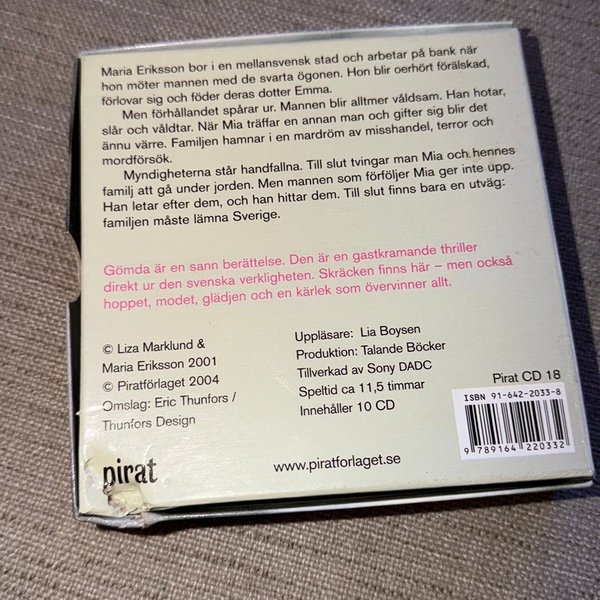 Maria Eriksson bor i en mellansvensk stad och arbetar på bank när
hon möter mannen med de svarta ögonen. Hon blir oerhört förälskad,
förlovar sig och föder deras dotter Emma.
Men förhållandet spårar ur. Mannen blir alltmer våldsam. Han hotar,
slår och våldtar. När Mia träffar en annan man och gifter sig blir det
ännu värre. Familjen hamnar i en mardröm av misshandel, terror och
mordförsök.
Myndigheterna står handfallna. Till slut tvingar man Mia och hennes
familj att gå under jorden. Men mannen som förföljer Mia ger inte upp.
Han letar efter dem, och han hittar dem. Till slut finns bara en utväg:
familjen måste lämna Sverige.
Gömda är en sann berättelse. Den är en gastkramande thriller
direkt ur den svenska verkligheten. Skräcken finns här – men också
hoppet, modet, glädjen och en kärlek som övervinner allt.
© Liza Marklund &
Maria Eriksson 2001
© Piratförlaget 2004
Omslag: Eric Thunfors /
Thunfors Design
Uppläsare: Lia Boysen
Produktion: Talande Böcker
Tillverkad av Sony DADC
Speltid ca 11,5 timmar
Innehåller 10 CD
Pirat CD 18
ISBN 91-642-2033-8
9 789164 220332
pirat
www.piratforlaget.se